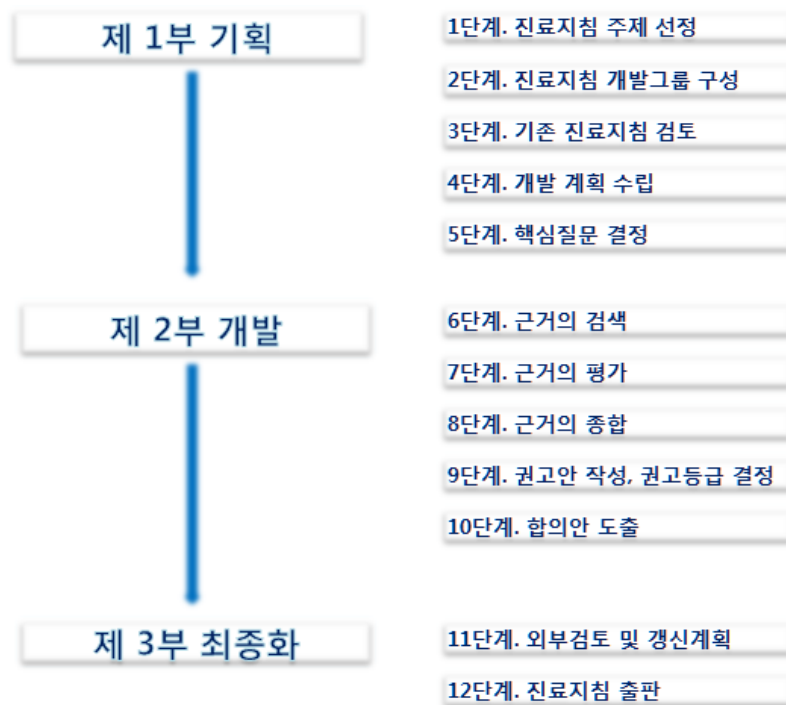 제 1부 기획
1단계. 진료지침 주제 선정
2단계. 진료지침 개발그룹 구성
3단계. 기존 진료지침 검토
4단계. 개발 계획 수립
5단계. 핵심질문 결정
제 2부 개발
6단계. 근거의 검색
7단계. 근거의 평가
8단계. 근거의 종합
9단계. 권고안 작성, 권고등급 결정
10단계. 합의안 도출
제 3부 최종화
11단계. 외부검토 및 갱신계획
12단계. 진료지침 출판